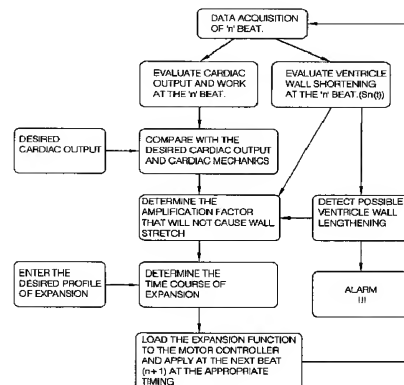 DATA ACQUISITION
OF 'n' BEAT.
EVALUATE CARDIAC
OUTPUT AND WORK
AT THE 'n' BEAT.
EVALUATE VENTRICLE
WALL SHORTENING
AT THE 'n' BEAT.(Sn(t))
DESIRED
CARDIAC OUTPUT
COMPARE WITH THE
DESIRED CARDIAC OUTPUT
AND CARDIAC MECHANICS
DETERMINE THE
AMPLIFICATION FACTOR
THAT WILL NOT CAUSE WALL
STRETCH
DETECT POSSIBLE
VENTRICLE WALL
LENGTHENING
ENTER THE
DESIRED PROFILE
OF EXPANSION
DETERMINE THE
TIME COURSE OF
EXPANSION
ALARM
!!!
LOAD THE EXPANSION FUNCTION
TO THE MOTOR CONTROLLER
AND APPLY AT THE NEXT BEAT
(n+1) AT THE APPROPRIATE
TIMING